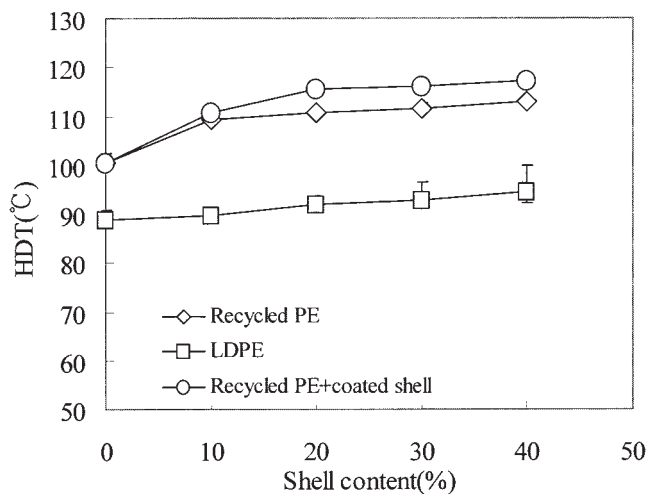 130
120
110
100
90
80
70
60
50
HDT(℃)
Recycled PE
LDPE
Recycled PE+coated shell
0 10 20 30 40 50
Shell content(%)